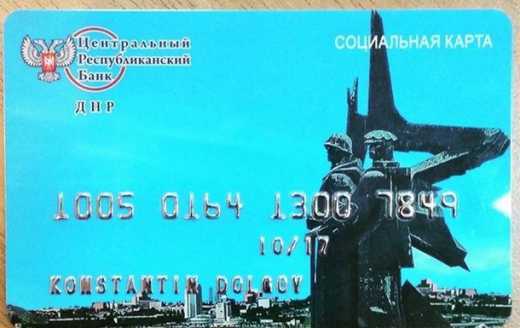 Центральный
СОЦИАЛЬНАЯ КАРТА
Республиканский
Банк
ДНР
1005 0164 1300 7849
10/17
KONSTANTIN DOLGOV